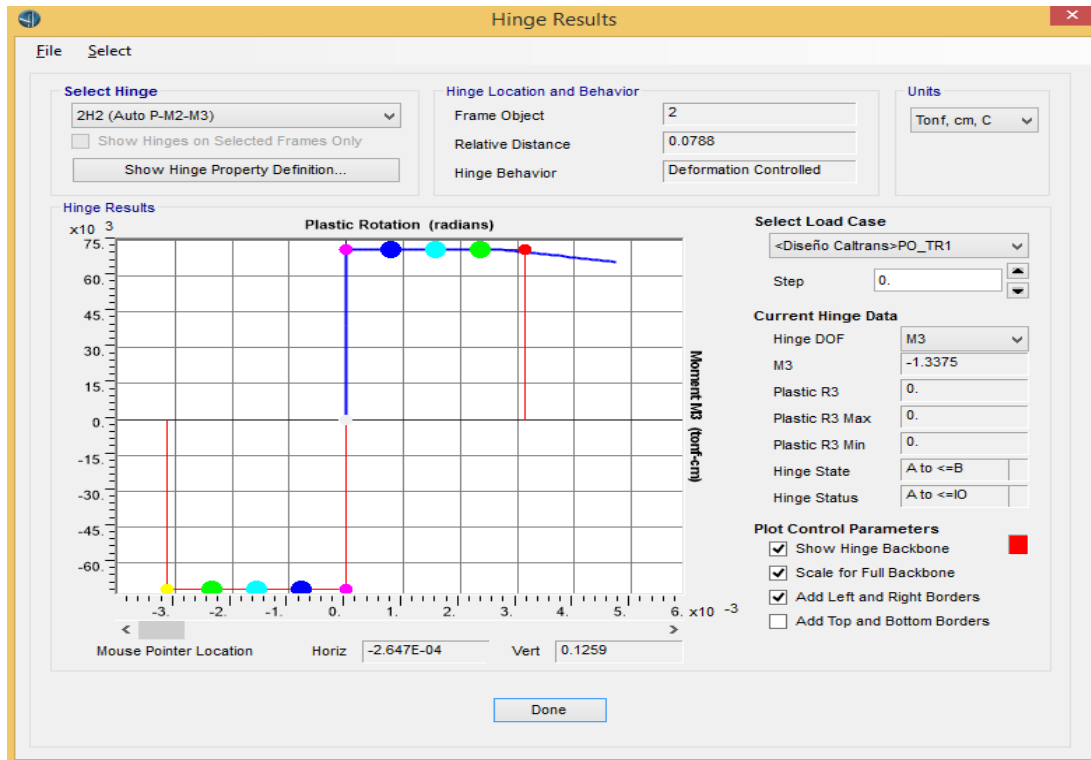 Hinge Results
File Select
Select Hinge
2H2 (Auto P-M2-M3)
Show Hinges on Selected Frames Only
Show Hinge Property Definition...
Hinge Location and Behavior
Frame Object 2
Relative Distance 0.0788
Hinge Behavior Deformation Controlled
Units
Tonf, cm, C
Hinge Results
x10 3
Plastic Rotation (radians)
75.
60.
45.
30.
15.
0.
-15.
-30.
-45.
-60.
-3. -2. -1. 0. 1. 2. 3. 4. 5. 6. x10 -3
Moment M3 (tonf-cm)
Mouse Pointer Location Horiz -2.647E-04 Vert 0.1259
Select Load Case
<Diseño Caltrans>PO_TR1
Step 0.
Current Hinge Data
Hinge DOF M3
M3 -1.3375
Plastic R3 0.
Plastic R3 Max 0.
Plastic R3 Min 0.
Hinge State A to <=B
Hinge Status A to <=IO
Plot Control Parameters
Show Hinge Backbone
Scale for Full Backbone
Add Left and Right Borders
Add Top and Bottom Borders
Done